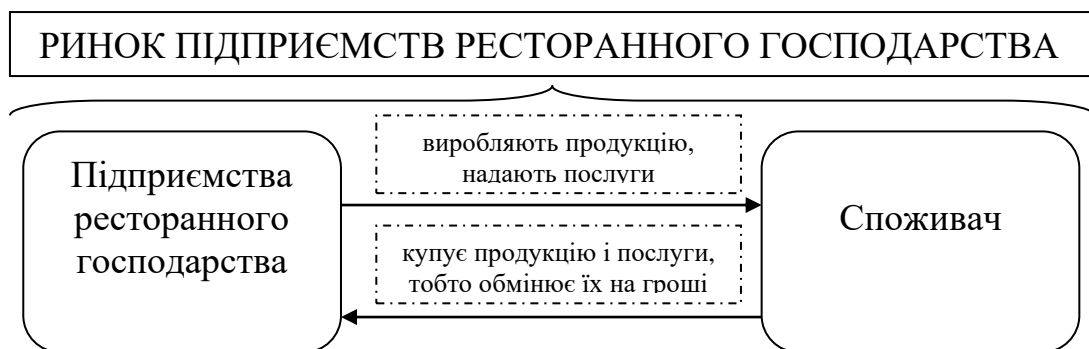 РИНОК ПІДПРИЄМСТВ РЕСТОРАННОГО ГОСПОДАРСТВА
виробляють продукцію,
надають послуги
Підприємства
ресторанного
господарства
Споживач
купує продукцію і послуги,
тобто обмінює їх на гроші